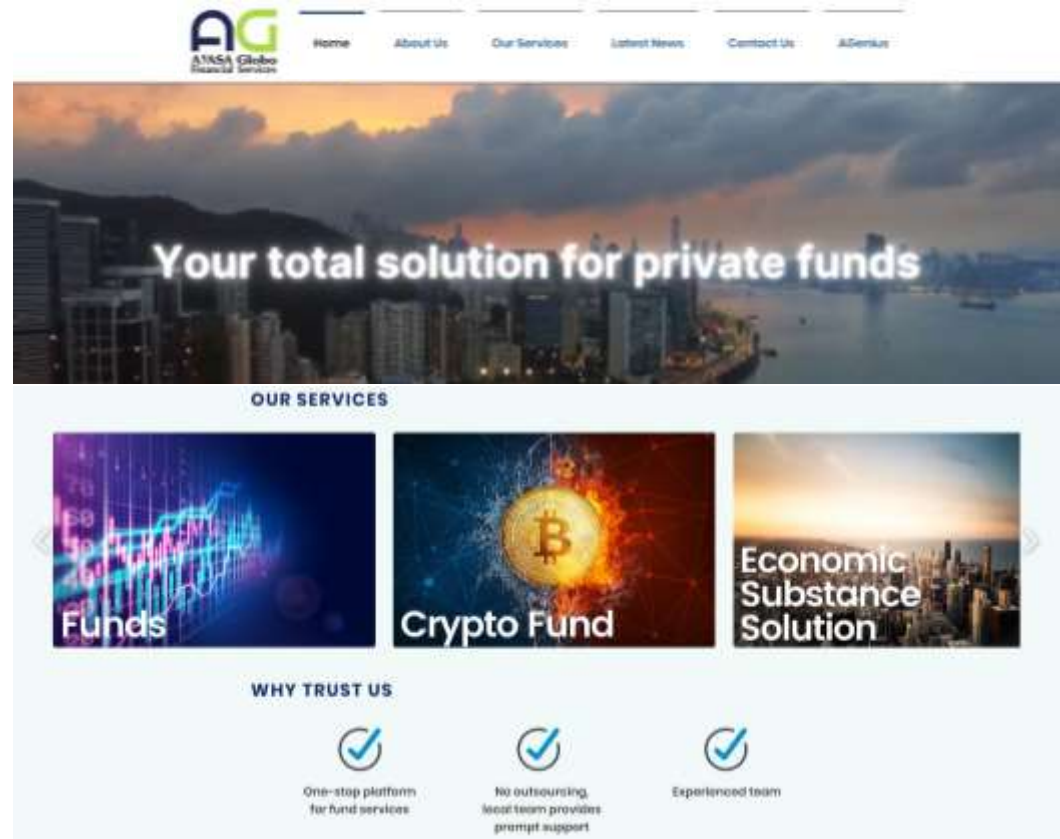 AG
AYASA Globo
Financial Services
Home
About Us
Our Services
Latest News
Contact Us
AGenius
Your total solution for private funds
OUR SERVICES
Funds
Crypto Fund
Economic
Substance
Solution
WHY TRUST US
One-stop platform
for fund services
No outsourcing,
local team provides
prompt support
Experienced team